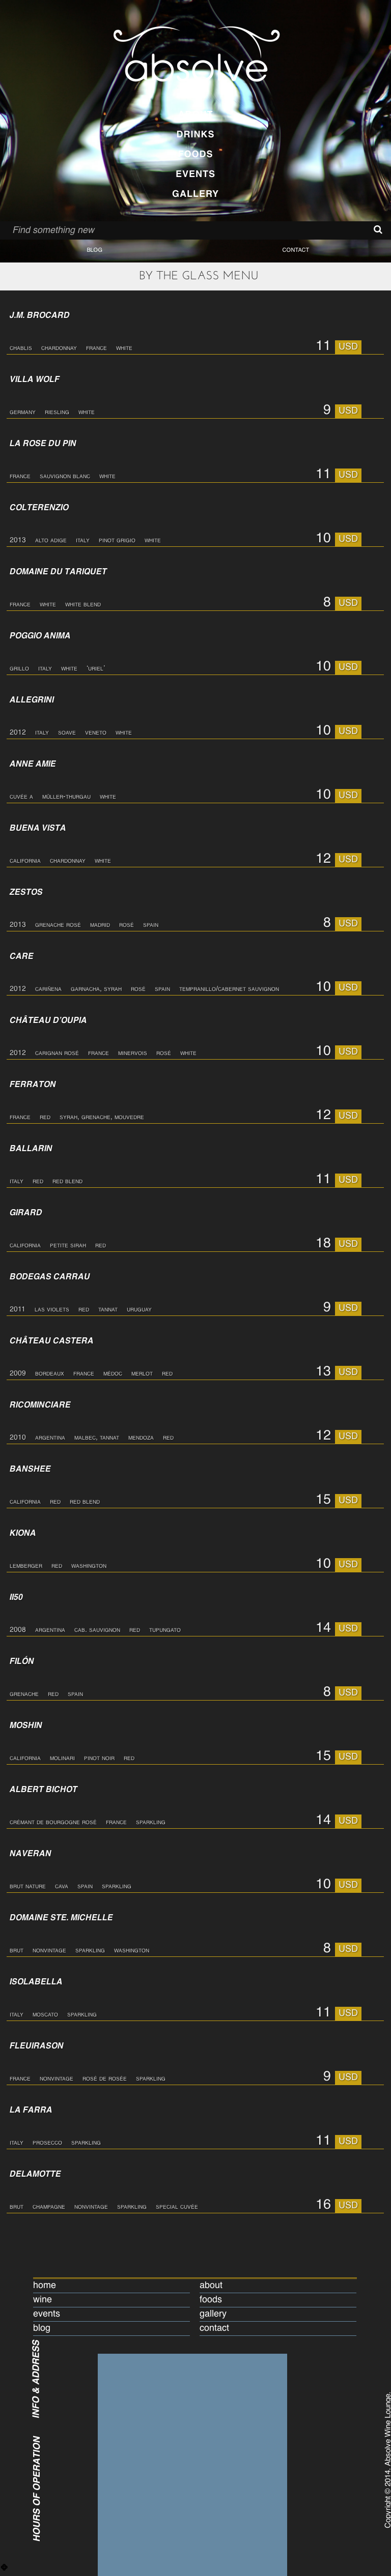 absolve
DRINKS
FOODS
EVENTS
GALLERY
Find something new
BLOG CONTACT
BY THE GLASS MENU
J.M. BROCARD
CHABLIS CHARDONNAY FRANCE WHITE 11 USD
VILLA WOLF
GERMANY RIESLING WHITE 9 USD
LA ROSE DU PIN
FRANCE SAUVIGNON BLANC WHITE 11 USD
COLTERENZIO
2013 ALTO ADIGE ITALY PINOT GRIGIO WHITE 10 USD
DOMAINE DU TARIQUET
FRANCE WHITE WHITE BLEND 8 USD
POGGIO ANIMA
GRILLO ITALY WHITE 'URIEL' 10 USD
ALLEGRINI
2012 ITALY SOAVE VENETO WHITE 10 USD
ANNE AMIE
CUVÉE A MÜLLER-THURGAU WHITE 10 USD
BUENA VISTA
CALIFORNIA CHARDONNAY WHITE 12 USD
ZESTOS
2013 GRENACHE ROSÉ MADRID ROSÉ SPAIN 8 USD
CARE
2012 CARIÑENA GARNACHA, SYRAH ROSÉ SPAIN TEMPRANILLO/CABERNET SAUVIGNON 10 USD
CHÂTEAU D'OUPIA
2012 CARIGNAN ROSÉ FRANCE MINERVOIS ROSÉ WHITE 10 USD
FERRATON
FRANCE RED SYRAH, GRENACHE, MOUVEDRE 12 USD
BALLARIN
ITALY RED RED BLEND 11 USD
GIRARD
CALIFORNIA PETITE SIRAH RED 18 USD
BODEGAS CARRAU
2011 LAS VIOLETS RED TANNAT URUGUAY 9 USD
CHÂTEAU CASTERA
2009 BORDEAUX FRANCE MÉDOC MERLOT RED 13 USD
RICOMINCIARE
2010 ARGENTINA MALBEC, TANNAT MENDOZA RED 12 USD
BANSHEE
CALIFORNIA RED RED BLEND 15 USD
KIONA
LEMBERGER RED WASHINGTON 10 USD
II50
2008 ARGENTINA CAB. SAUVIGNON RED TUPUNGATO 14 USD
FILÓN
GRENACHE RED SPAIN 8 USD
MOSHIN
CALIFORNIA MOLINARI PINOT NOIR RED 15 USD
ALBERT BICHOT
CRÉMANT DE BOURGOGNE ROSÉ FRANCE SPARKLING 14 USD
NAVERAN
BRUT NATURE CAVA SPAIN SPARKLING 10 USD
DOMAINE STE. MICHELLE
BRUT NONVINTAGE SPARKLING WASHINGTON 8 USD
ISOLABELLA
ITALY MOSCATO SPARKLING 11 USD
FLEUIRASON
FRANCE NONVINTAGE ROSÉ DE ROSÉE SPARKLING 9 USD
LA FARRA
ITALY PROSECCO SPARKLING 11 USD
DELAMOTTE
BRUT CHAMPAGNE NONVINTAGE SPARKLING SPECIAL CUVÉE 16 USD
home about
wine foods
events gallery
blog contact
INFO & ADDRESS
HOURS OF OPERATION
Copyright © 2014. Absolve Wine Lounge.